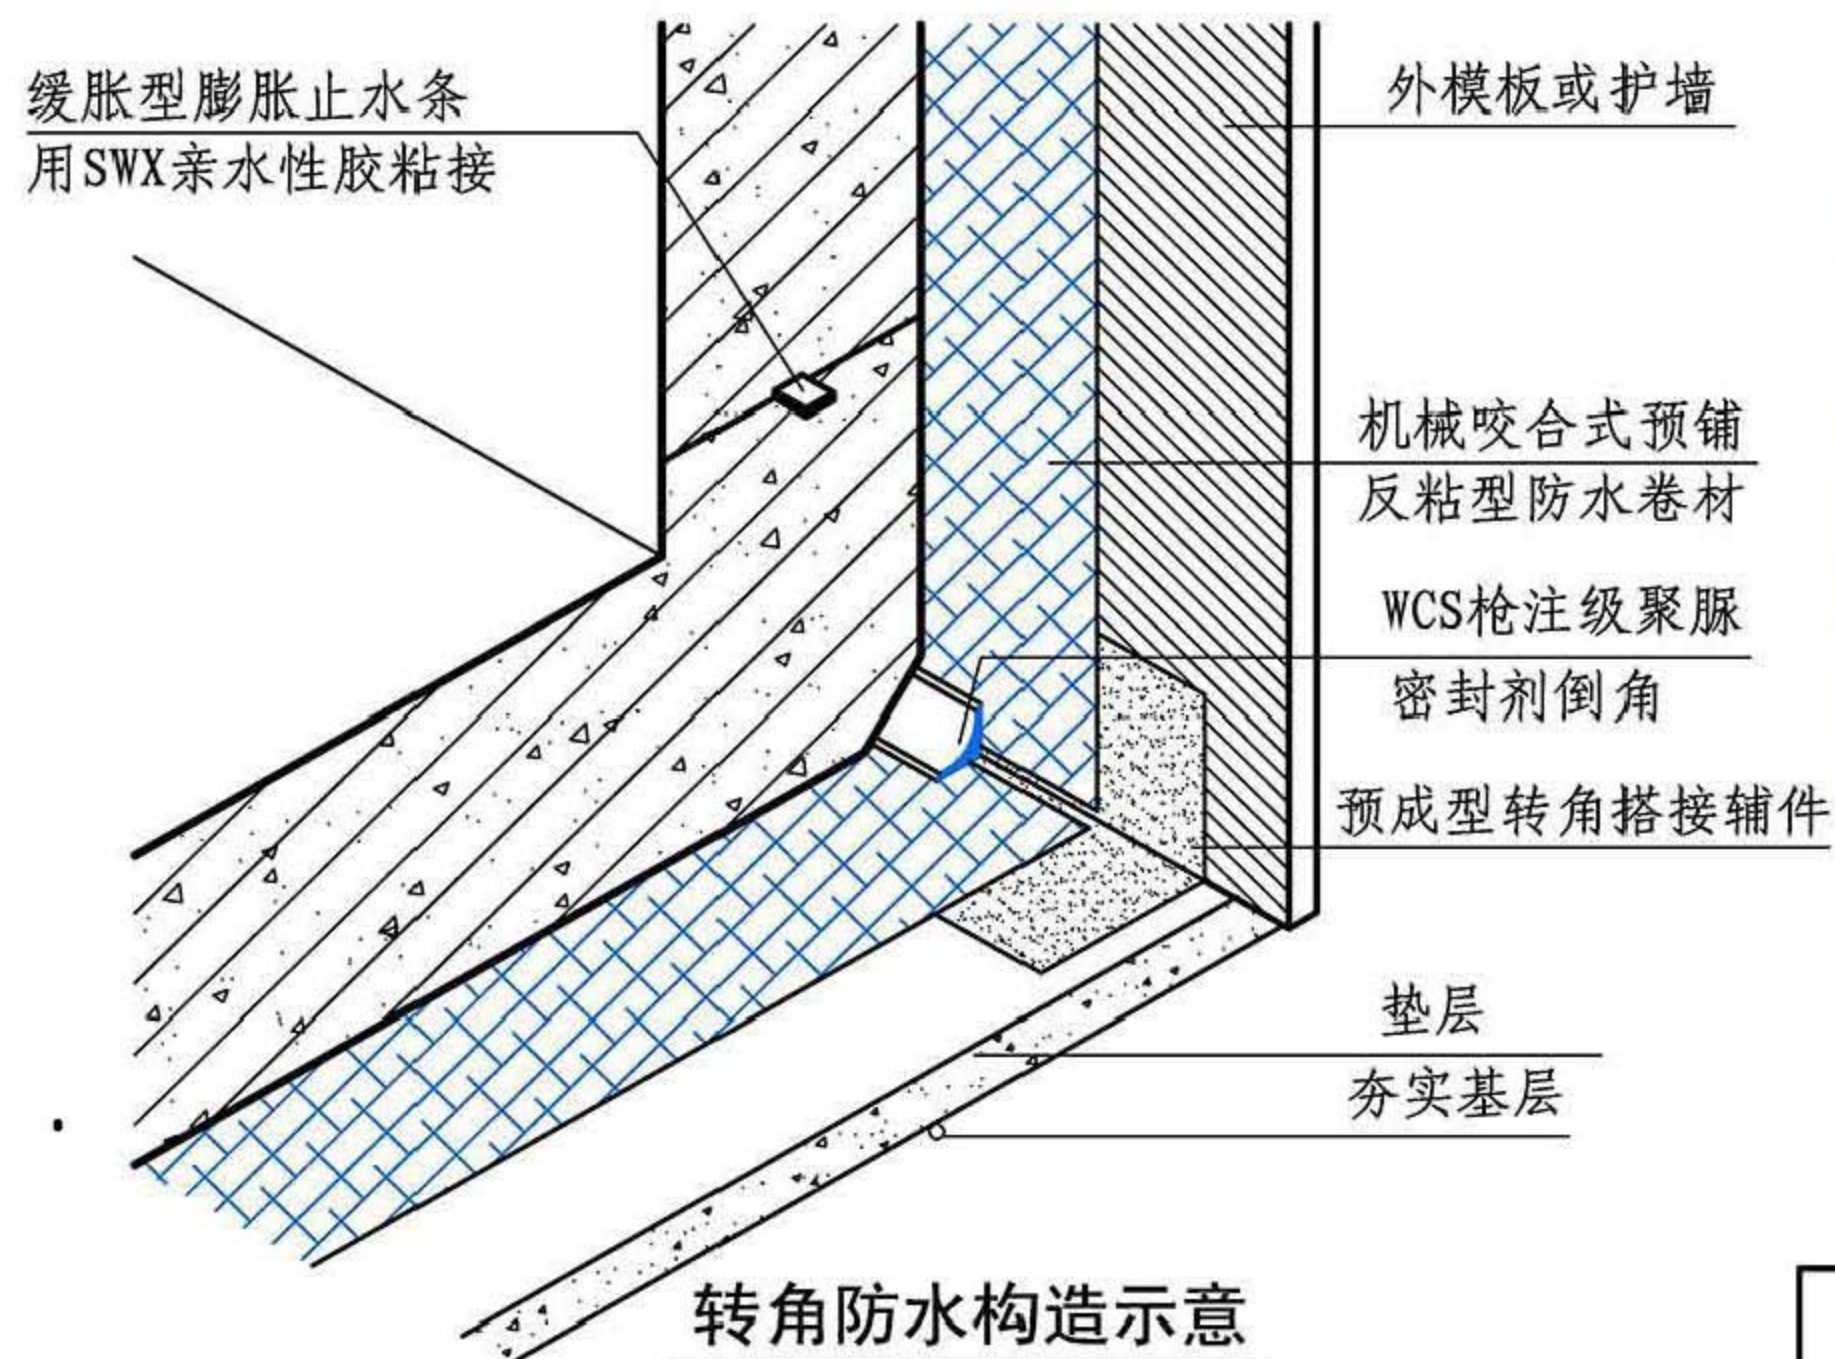 缓胀型膨胀止水条
用SWX亲水性胶粘接
外模板或护墙
机械咬合式预铺
反粘型防水卷材
WCS枪注级聚脲
密封剂倒角
预成型转角搭接辅件
垫层
夯实基层
转角防水构造示意